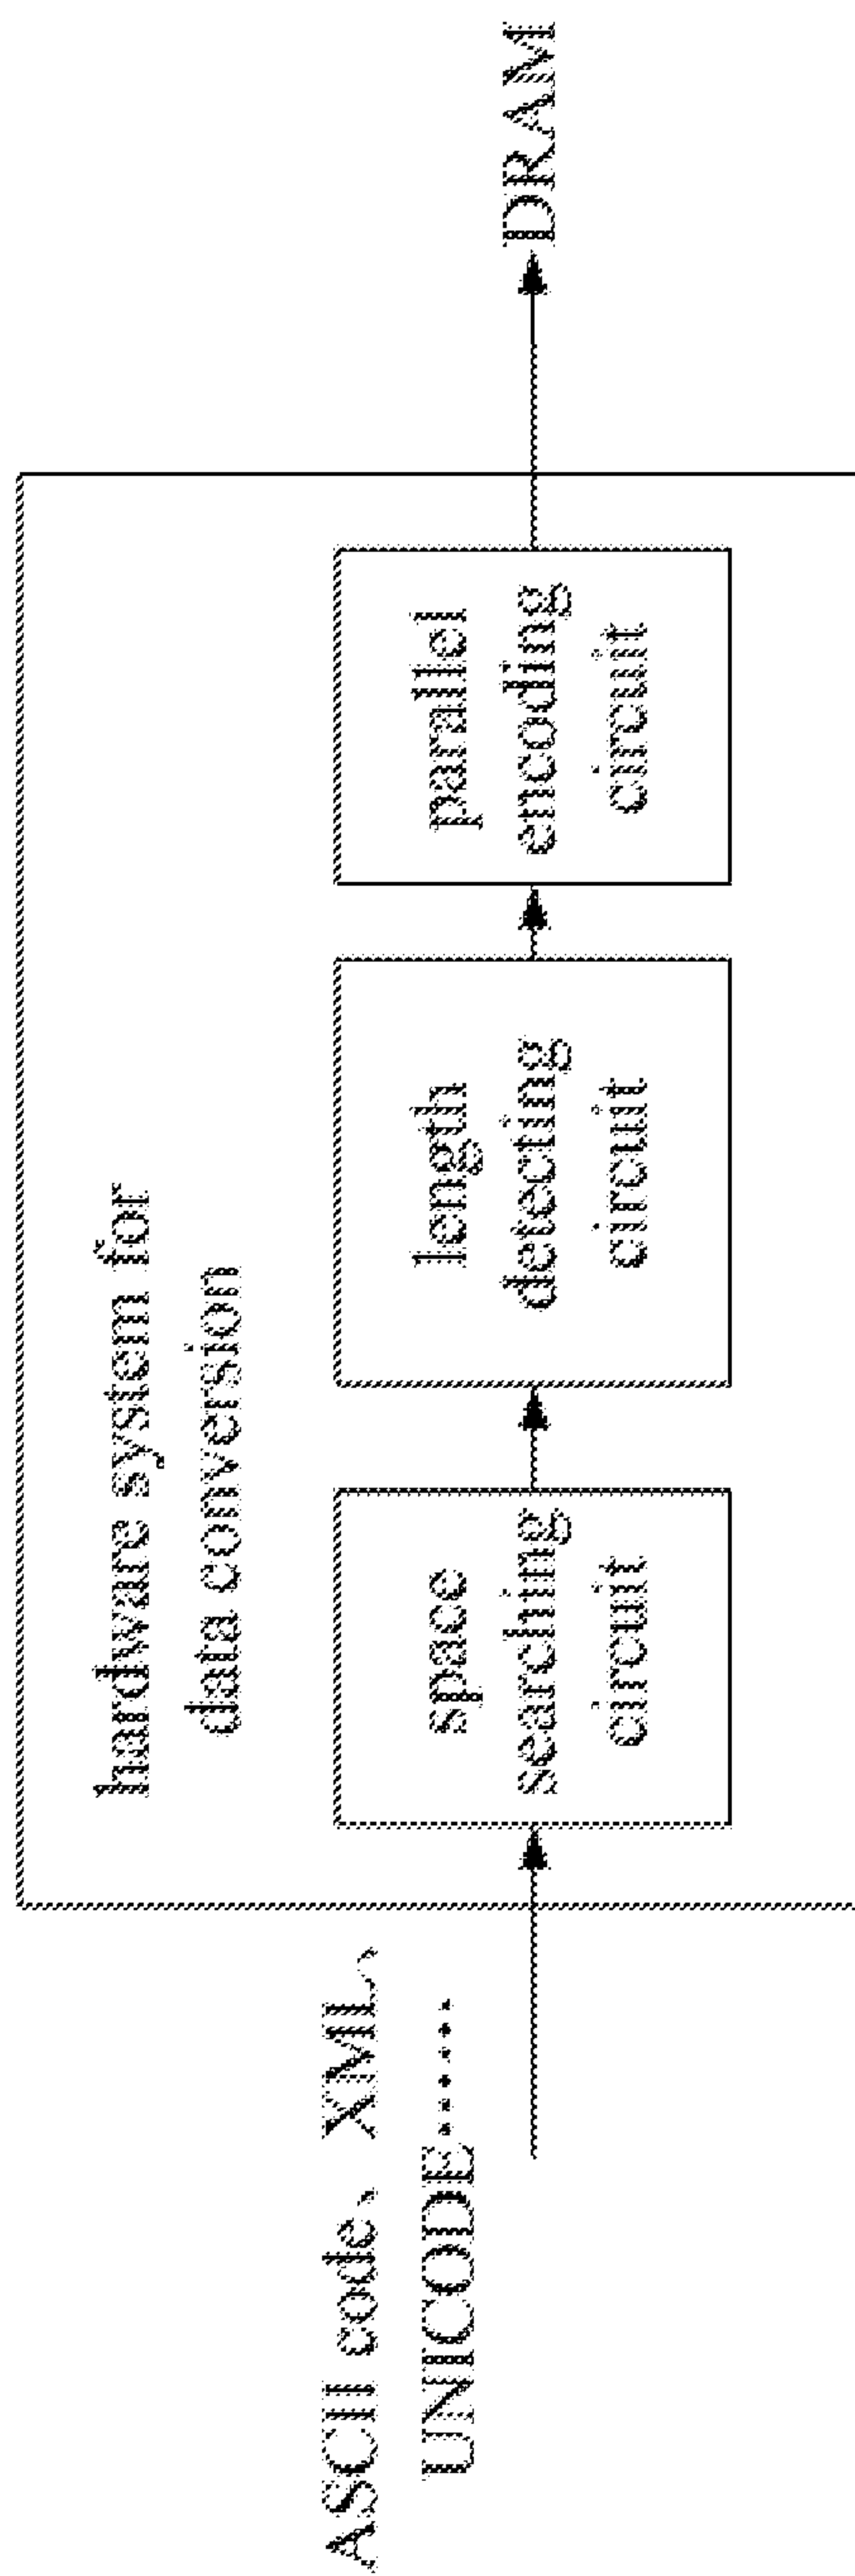 ASCII code、 XML、
UNICODE······
hardware system for
data conversion
space
searching
circuit
length
detecting
circuit
parallel
encoding
circuit
DRAM